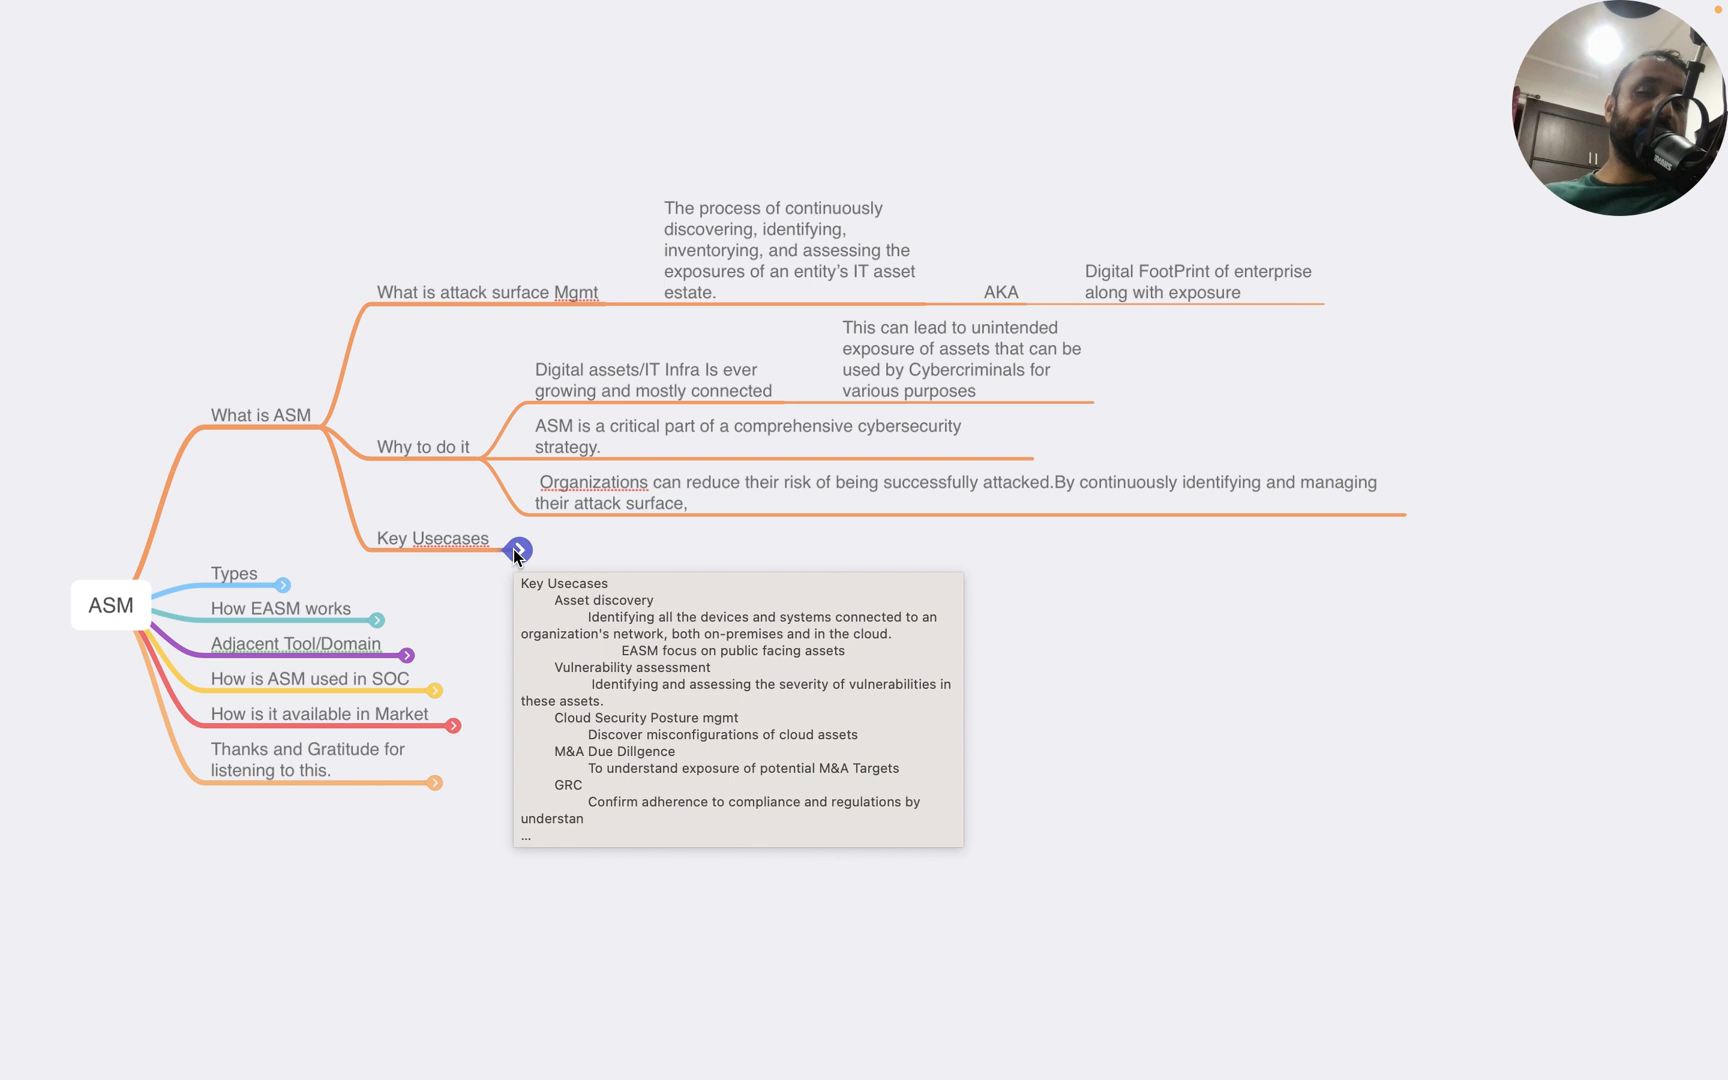 The process of continuously
discovering, identifying,
inventorying, and assessing the
exposures of an entity’s IT asset
estate.
What is attack surface Mgmt
AKA
Digital FootPrint of enterprise
along with exposure
This can lead to unintended
exposure of assets that can be
used by Cybercriminals for
various purposes
Digital assets/IT Infra Is ever
growing and mostly connected
What is ASM
Why to do it
ASM is a critical part of a comprehensive cybersecurity
strategy.
Organizations can reduce their risk of being successfully attacked.By continuously identifying and managing
their attack surface,
Key Usecases
ASM
Types
How EASM works
Adjacent Tool/Domain
How is ASM used in SOC
How is it available in Market
Thanks and Gratitude for
listening to this.
Key Usecases
Asset discovery
Identifying all the devices and systems connected to an
organization's network, both on-premises and in the cloud.
EASM focus on public facing assets
Vulnerability assessment
Identifying and assessing the severity of vulnerabilities in
these assets.
Cloud Security Posture mgmt
Discover misconfigurations of cloud assets
M&A Due Dillgence
To understand exposure of potential M&A Targets
GRC
Confirm adherence to compliance and regulations by
understan
...